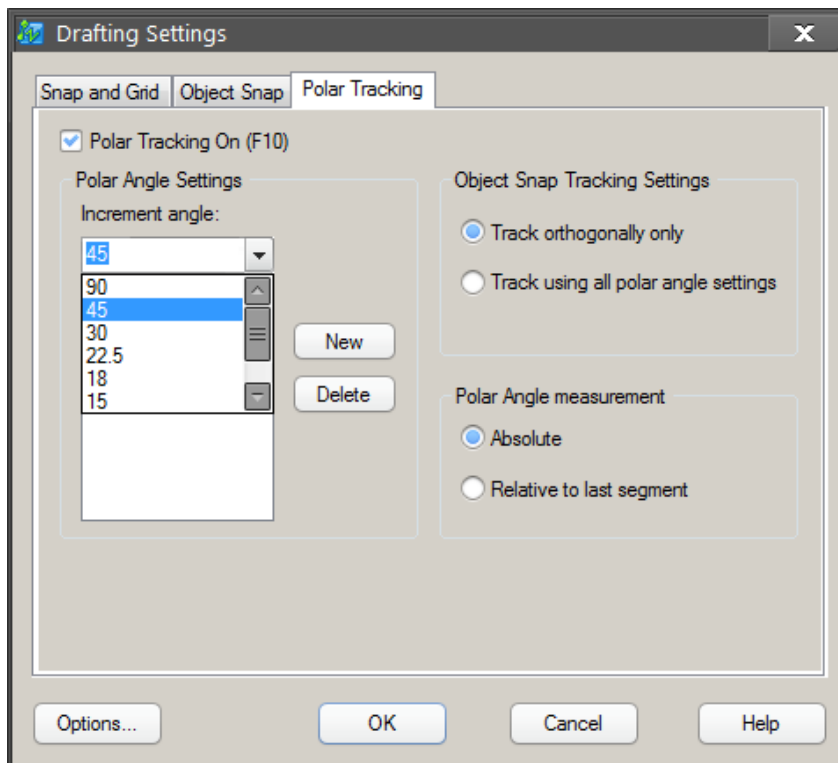 Drafting Settings
X
Snap and Grid
Object Snap
Polar Tracking
Polar Tracking On (F10)
Polar Angle Settings
Increment angle:
45
90
45
30
22.5
18
15
New
Delete
Object Snap Tracking Settings
Track orthogonally only
Track using all polar angle settings
Polar Angle measurement
Absolute
Relative to last segment
Options...
OK
Cancel
Help